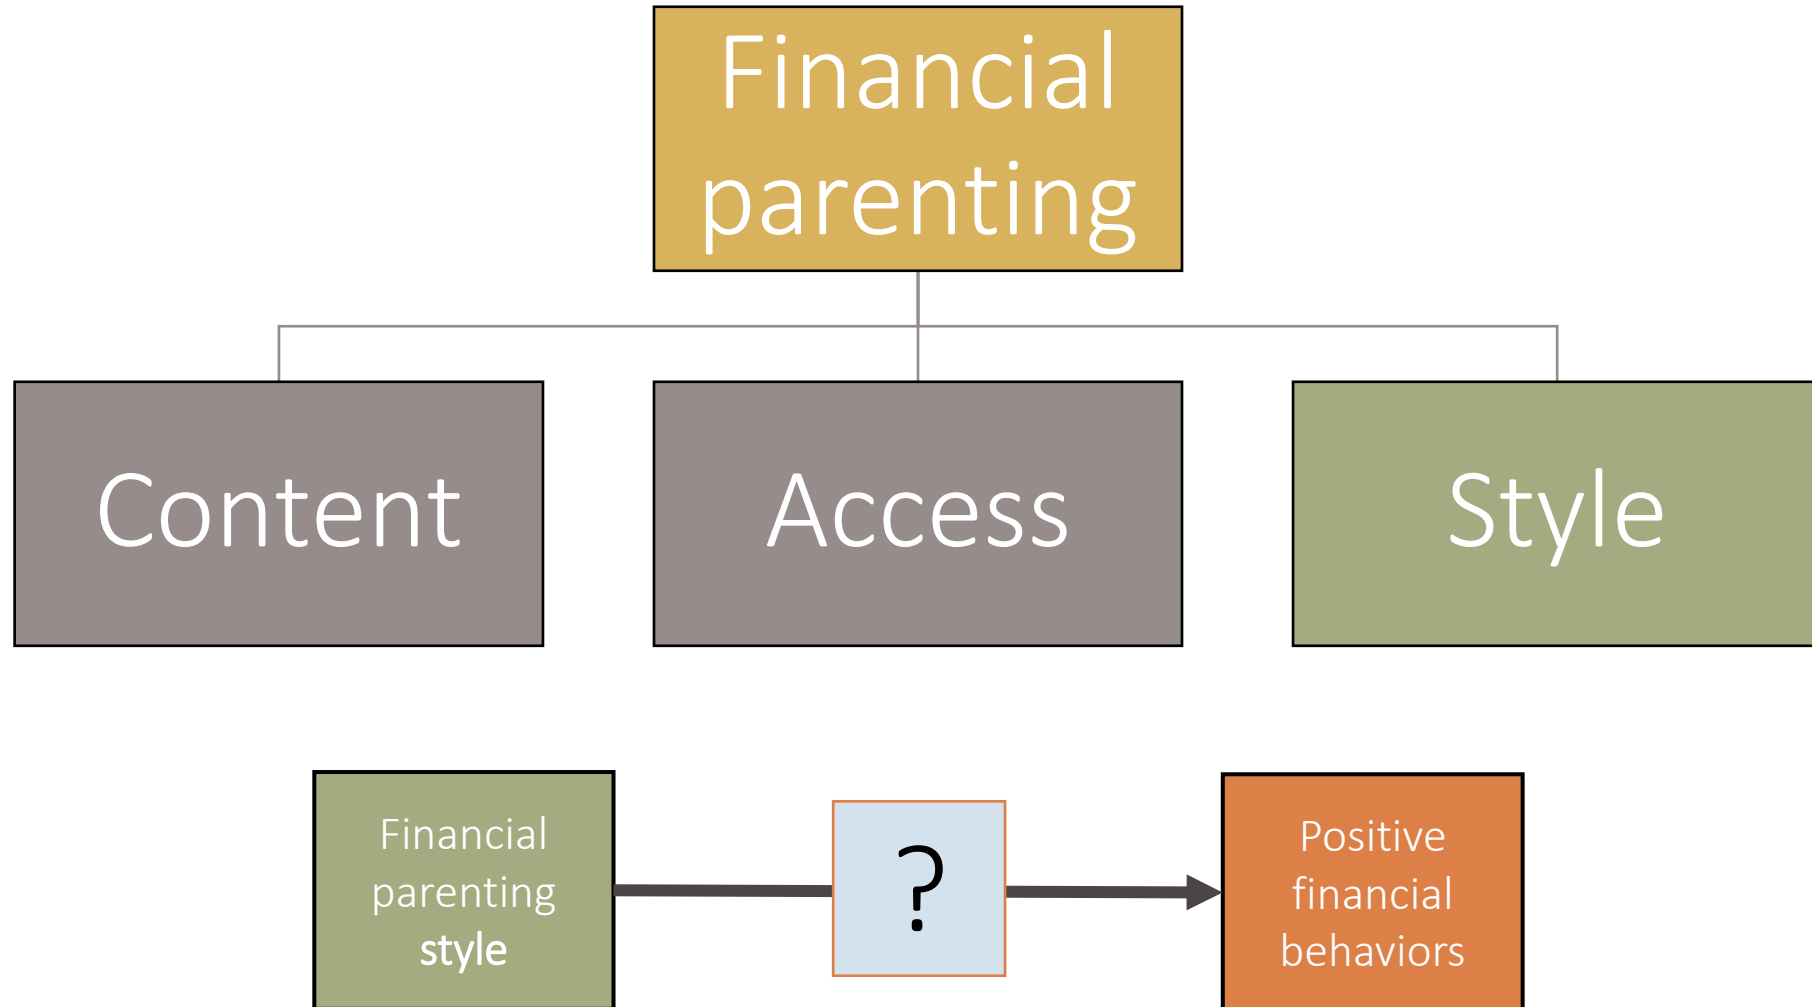 Financial
parenting
Content
Access
Style
Financial
parenting
style
?
Positive
financial
behaviors